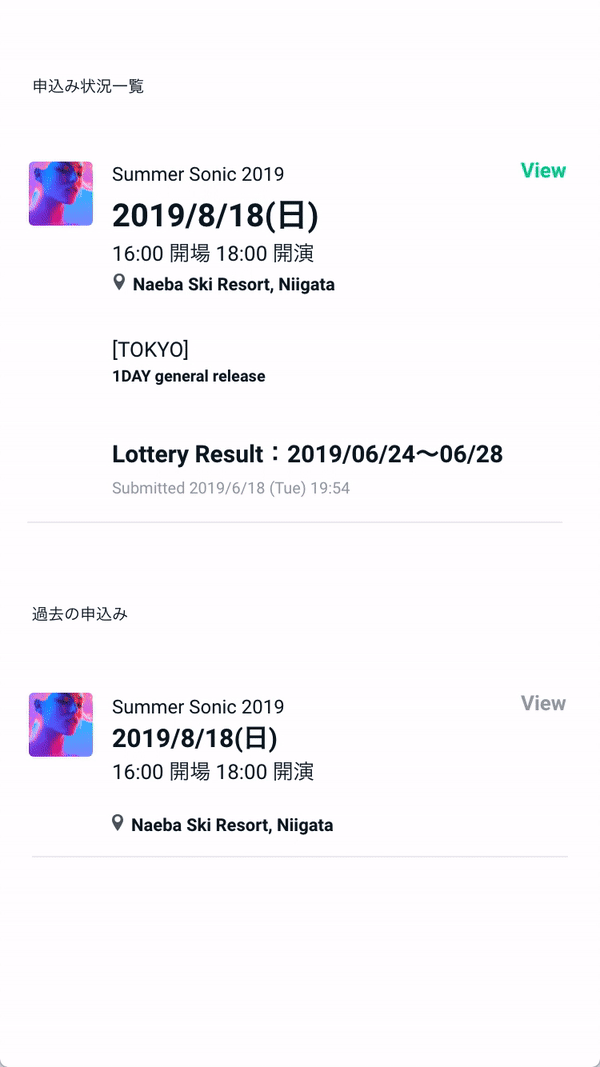 申込み状況一覧
Summer Sonic 2019
View
2019/8/18(日)
16:00 開場 18:00 開演
Naeba Ski Resort, Niigata
[TOKYO]
1DAY general release
Lottery Result：2019/06/24〜06/28
Submitted 2019/6/18 (Tue) 19:54
過去の申込み
Summer Sonic 2019
View
2019/8/18(日)
16:00 開場 18:00 開演
Naeba Ski Resort, Niigata